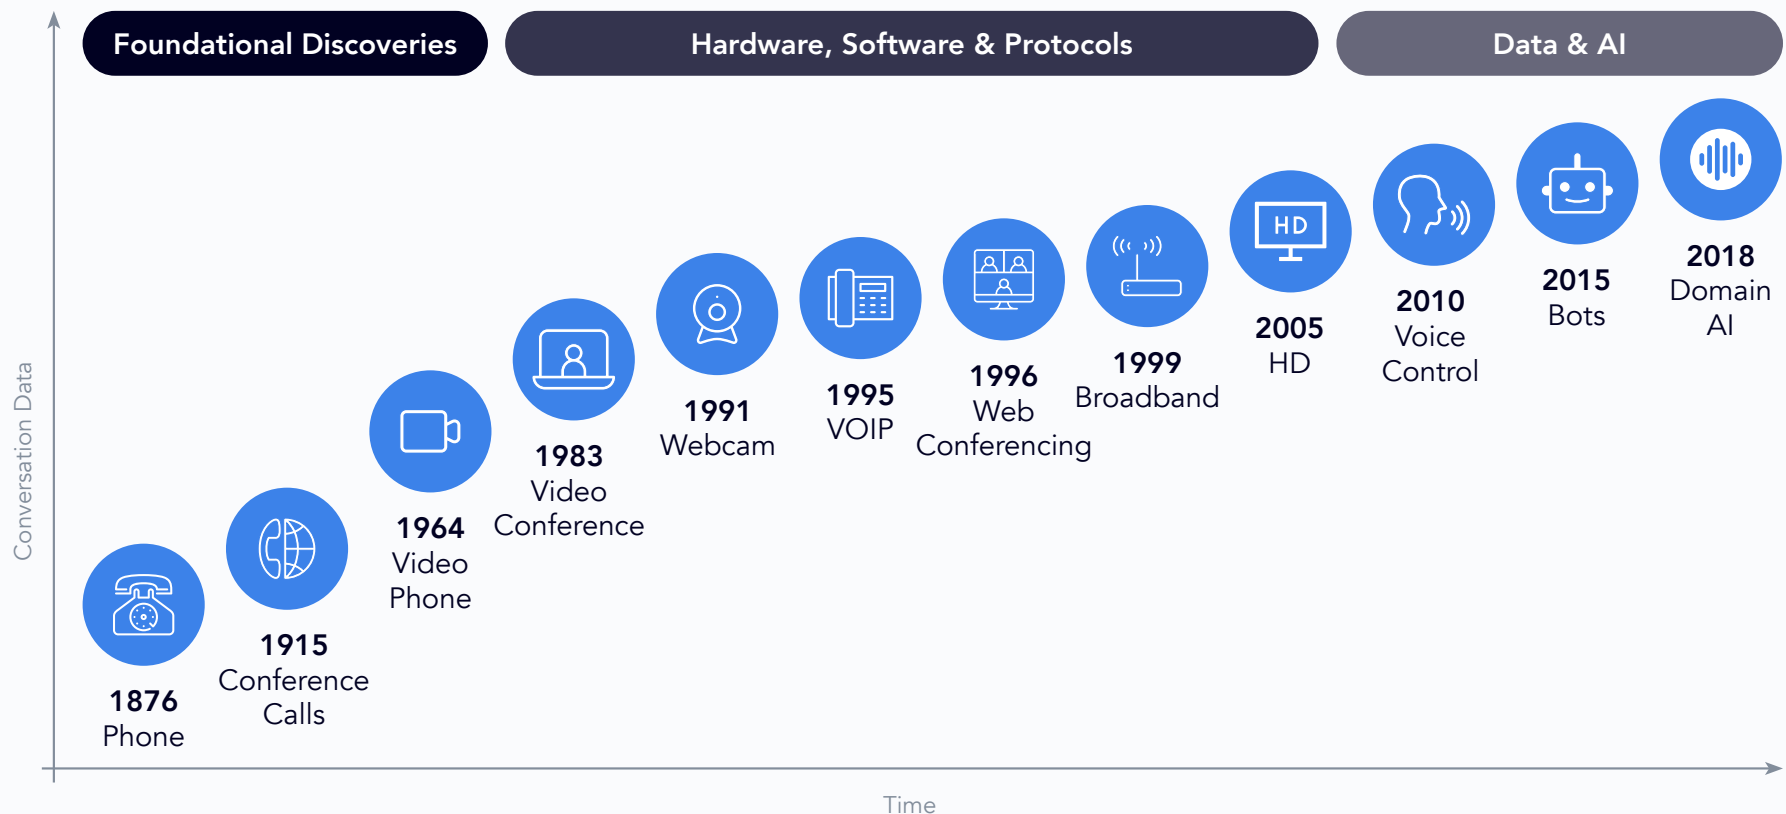 Foundational Discoveries
Hardware, Software & Protocols
Data & AI
Conversation Data
1876
Phone
1915
Conference
Calls
1964
Video
Phone
1983
Video
Conference
1991
Webcam
1995
VOIP
1996
Web
Conferencing
1999
Broadband
HD
2005
HD
2010
Voice
Control
2015
Bots
2018
Domain
AI
Time